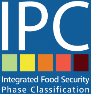 IPC
Integrated Food Security
Phase Classification